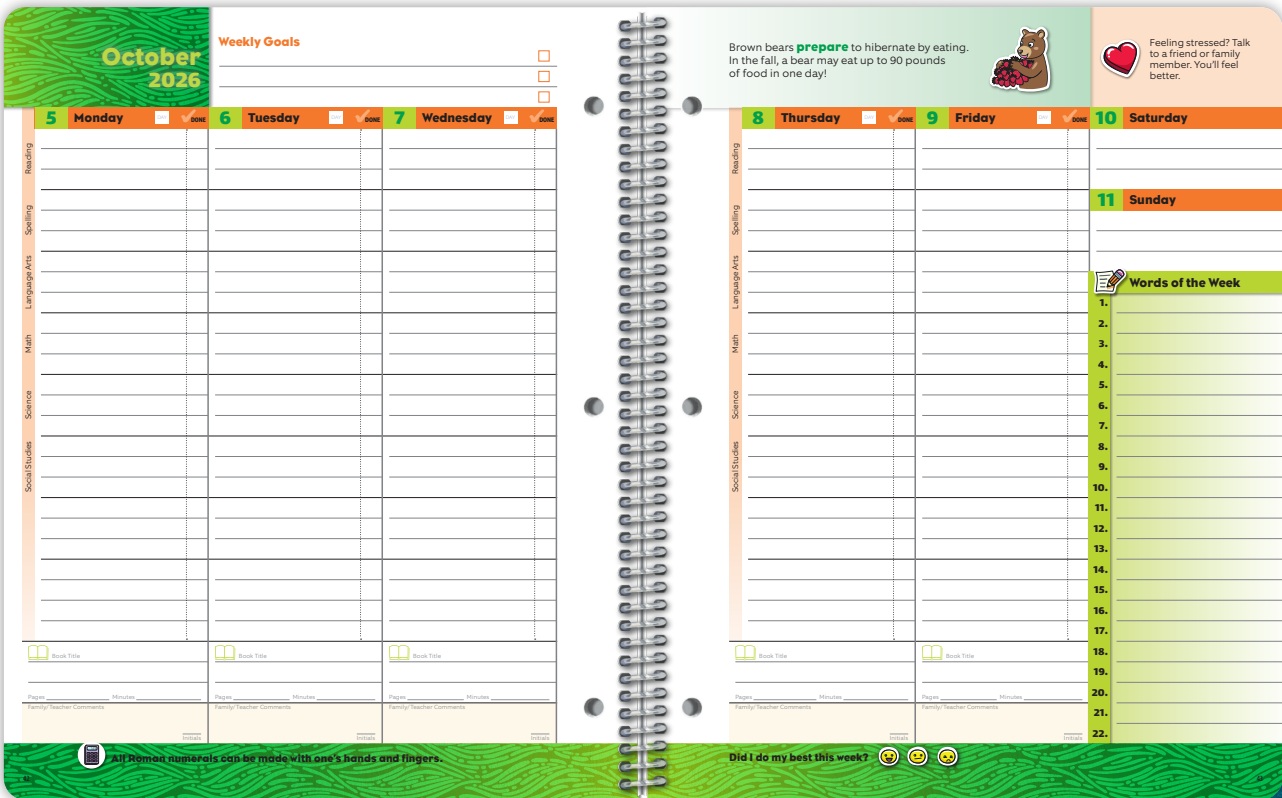 October
2026
Weekly Goals
Brown bears prepare to hibernate by eating.
In the fall, a bear may eat up to 90 pounds
of food in one day!
Feeling stressed? Talk
to a friend or family
member. You'll feel
better.
5 Monday DAY DONE
6 Tuesday DAY DONE
7 Wednesday DAY DONE
8 Thursday DAY DONE
9 Friday DAY DONE
10 Saturday
Reading
Spelling
Language Arts
Math
Science
Social Studies
Reading
Spelling
Language Arts
Math
Science
Social Studies
11 Sunday
Words of the Week
1.
2.
3.
4.
5.
6.
7.
8.
9.
10.
11.
12.
13.
14.
15.
16.
17.
18.
19.
20.
21.
22.
Book Title
Pages Minutes
Family/Teacher Comments
Initials
Book Title
Pages Minutes
Family/Teacher Comments
Initials
Book Title
Pages Minutes
Family/Teacher Comments
Initials
Book Title
Pages Minutes
Family/Teacher Comments
Initials
Book Title
Pages Minutes
Family/Teacher Comments
Initials
All Roman numerals can be made with one's hands and fingers.
Did I do my best this week?